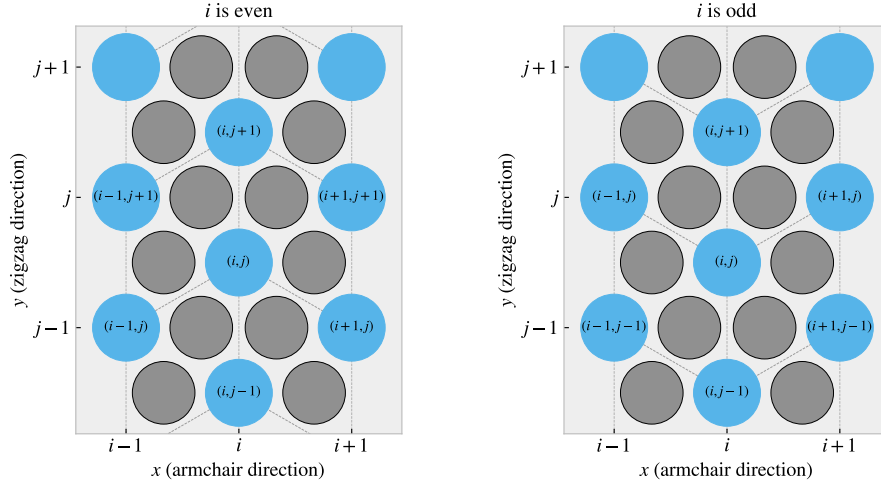 i is even
j + 1
j
j − 1
y (zigzag direction)
(i, j + 1)
(i − 1, j + 1)
(i + 1, j + 1)
(i, j)
(i − 1, j)
(i + 1, j)
(i, j − 1)
i − 1
i
i + 1
x (armchair direction)
i is odd
j + 1
j
j − 1
y (zigzag direction)
(i, j + 1)
(i − 1, j)
(i + 1, j)
(i, j)
(i − 1, j − 1)
(i + 1, j − 1)
(i, j − 1)
i − 1
i
i + 1
x (armchair direction)